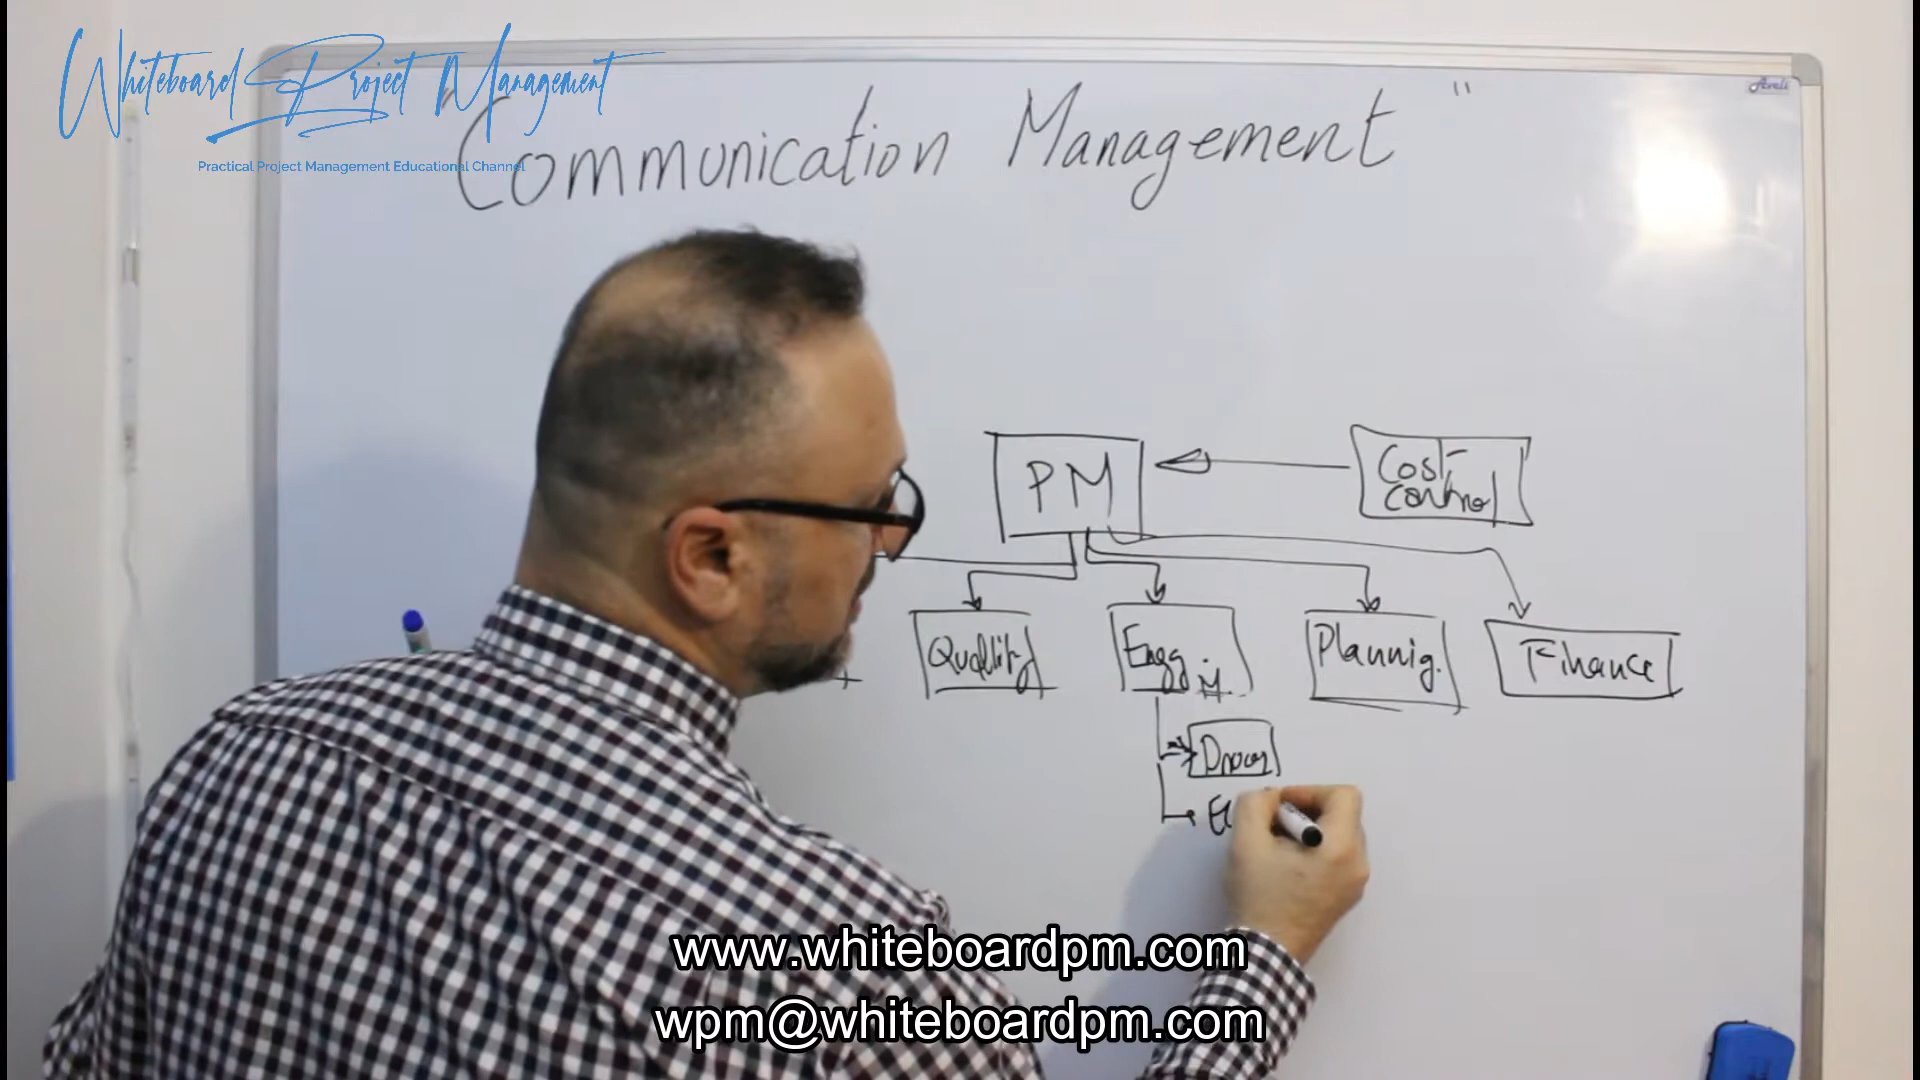 Whiteboard Project Management
Practical Project Management Educational Channel
"Communication Management"
PM
Cost
control
Quality
Engg
M.
Plannig.
Finance
www.whiteboardpm.com
wpm@whiteboardpm.com